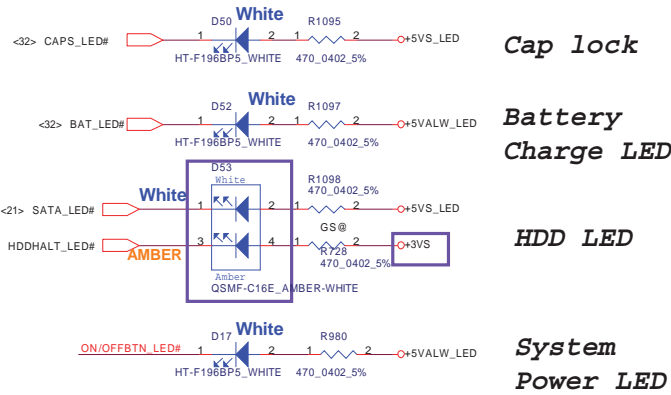 White
D50 R1095
<32> CAPS_LED# 1 2 1 2 +5VS_LED Cap lock
HT-F196BP5_WHITE 470_0402_5%
White
D52 R1097 Battery
<32> BAT_LED# 1 2 1 2 +5VALW_LED
HT-F196BP5_WHITE 470_0402_5% Charge LED
D53
White R1098
White 470_0402_5%
<21> SATA_LED# 1 2 1 2 +5VS_LED
GS@ HDD LED
HDDHALT_LED# 3 4 1 2 +3VS
AMBER R728
470_0402_5%
Amber
QSMF-C16E_AMBER-WHITE
White
D17 R980 System
ON/OFFBTN_LED# 1 2 1 2 +5VALW_LED
HT-F196BP5_WHITE 470_0402_5% Power LED